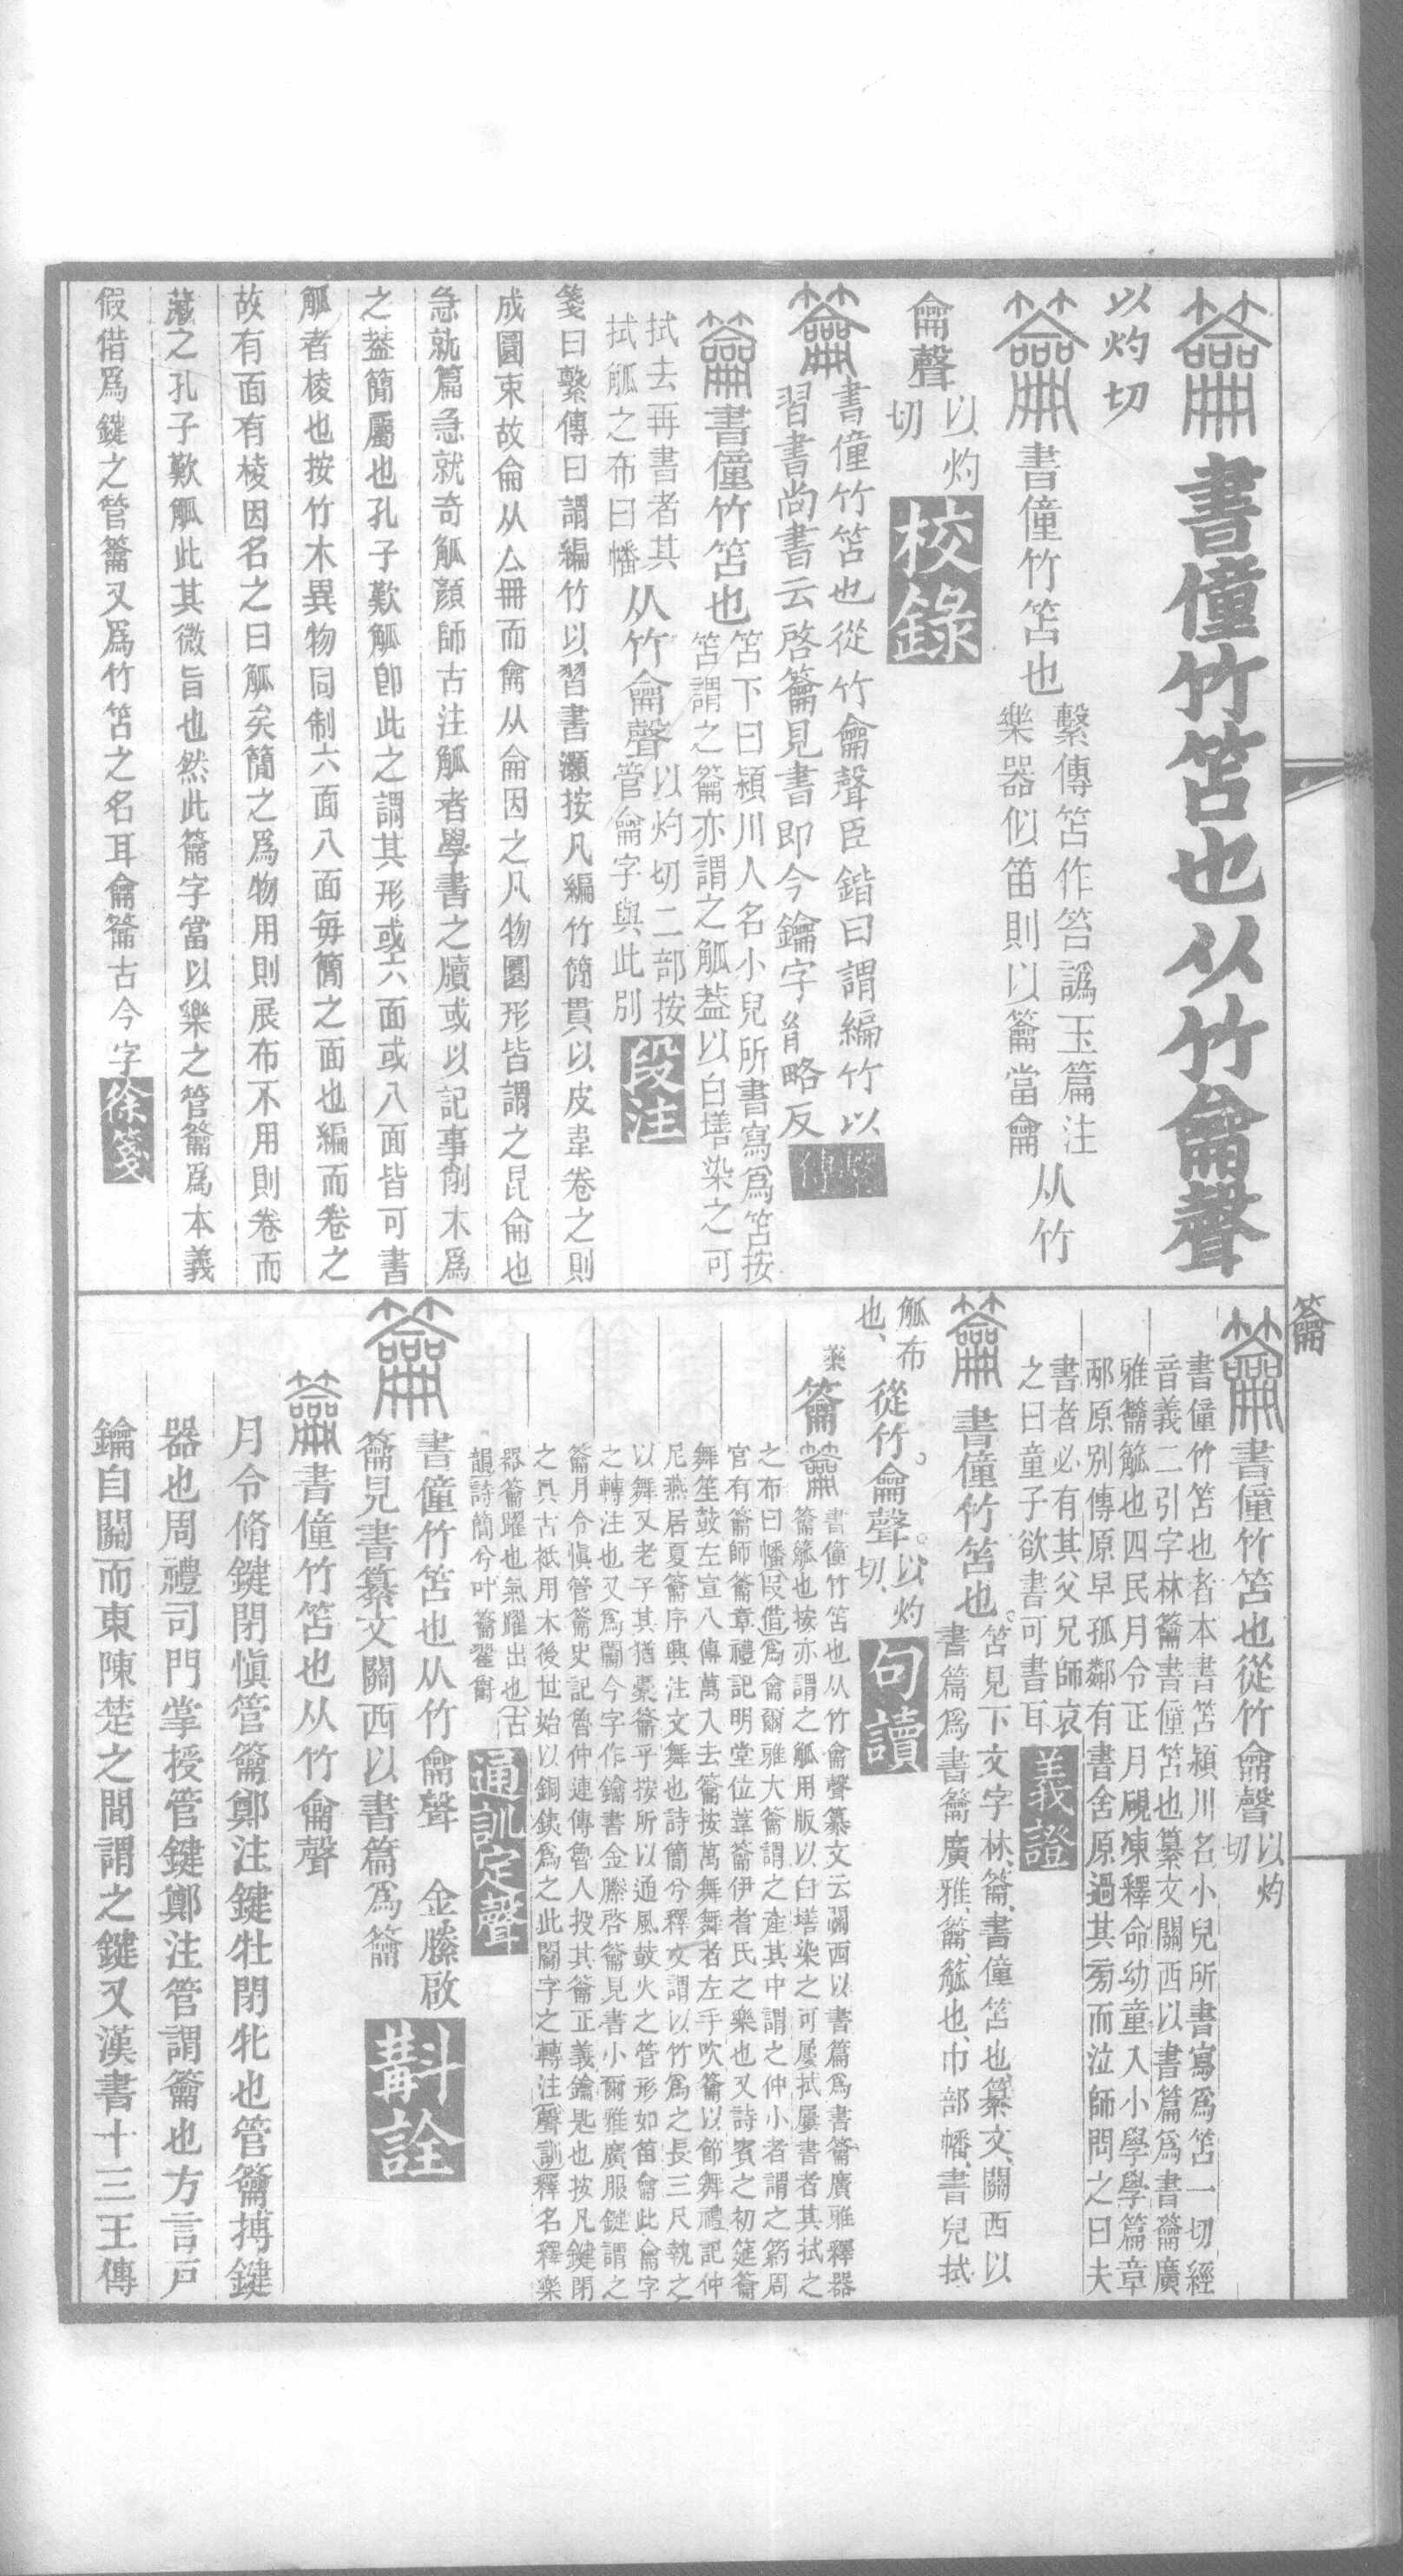 籥
書僮竹笘也从竹龠聲
以灼切
書僮竹笘也 繫傳笘作笞譌玉篇注
樂器似笛則以籥當龠 从竹
龠聲 以灼
切 校錄
書僮竹笘也從竹龠聲臣鍇曰謂編竹以
習書尚書云啓籥見書即今鑰字 略反
書僮竹笘也 笘下曰潁川人名小兒所書寫爲笘按
笘謂之籥亦謂之觚葢以白墡染之可
拭去再書者其
拭觚之布曰幡 从竹龠聲 以灼切二部按
管龠字與此別 段注
箋曰繫傳曰謂編竹以習書灝按凡編竹簡貫以皮韋卷之則
成圓束故侖从亼冊而龠从侖因之凡物圜形皆謂之昆侖也
急就篇急就奇觚顔師古注觚者學書之牘或以記事削木爲
之葢簡屬也孔子歎觚卽此之謂其形或六面或八面皆可書
觚者棱也按竹木異物同制六面八面毎簡之面也編而卷之
故有面有棱因名之曰觚矣簡之爲物用則展布不用則卷而
藏之孔子歎觚此其微旨也然此籥字當以樂之管籥爲本義
假借爲鍵之管籥又爲竹笘之名耳龠籥古今字 徐箋
書僮竹笘也從竹龠聲 以灼
切
書僮竹笘也者本書笘潁川名小兒所書寫爲笘一切經
音義二引字林籥書僮笘也纂文關西以書篇爲書籥廣
雅籥觚也四民月令正月硯凍釋命幼童入小學學篇章
邴原別傳原早孤鄰有書舍原過其旁而泣師問之曰夫
書者必有其父兄師哀
之曰童子欲書可書耳 義證
書僮竹笘也。 笘見下文字林籥、書僮笘也、纂文、關西以
書篇爲書籥廣雅、籥、觚也、巾部幡、書兒拭
觚布
也、 從竹。龠聲。 以灼
切、 句讀
籥 書僮竹笘也从竹龠聲纂文云關西以書篇爲書籥廣雅釋器
籥觚也按亦謂之觚用版以白墡染之可屢拭屢書者其拭之
之布曰幡 段借 爲龠爾雅大籥謂之產其中謂之仲小者謂之箹周
官有籥師籥章禮記明堂位葦籥伊耆氏之樂也又詩賓之初筵籥
舞笙鼓左宣八傳萬入去籥按萬舞舞者左手吹籥以節舞禮記仲
尼燕居夏籥序興注文舞也詩簡兮釋文謂以竹爲之長三尺執之
以舞又老子其猶橐籥乎按所以通風鼓火之管形如笛龠此龠字
之轉注也又爲關今字作鑰書金縢啓籥見書小爾雅廣服鍵謂之
籥月令愼管籥史記魯仲連傳魯人投其籥正義鑰匙也按凡鍵閉
之具古祇用木後世始以銅鐵爲之此闔字之轉注 聲訓 釋名釋樂
器籥躍也氣躍出也 古
韻 詩簡兮叶籥翟爵 通訓定聲
書僮竹笘也从竹龠聲　金縢啟
籥見書纂文關西以書篇爲籥 斠詮
書僮竹笘也从竹龠聲
月令脩鍵閉愼管籥鄭注鍵牡閉牝也管籥搏鍵
器也周禮司門掌授管鍵鄭注管謂籥也方言戸
鑰自關而東陳楚之間謂之鍵又漢書十三王傳